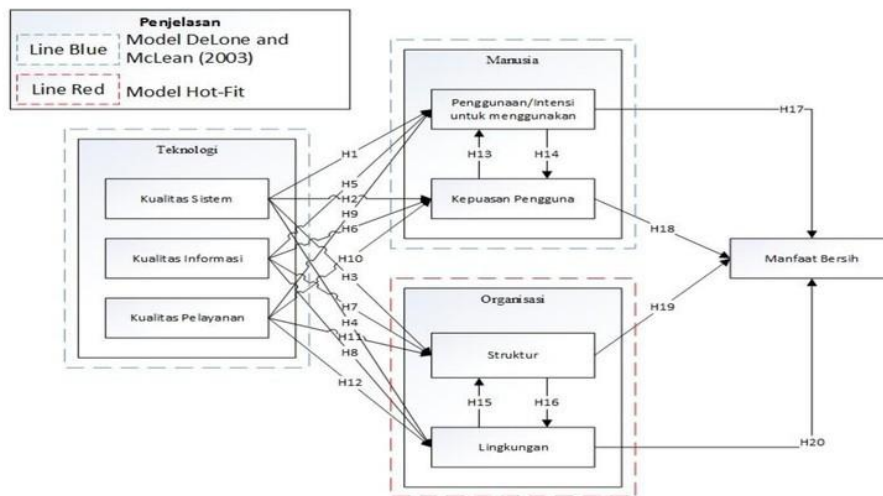 Penjelasan
Line Blue
Model DeLone and
McLean (2003)
Line Red
Model Hot-Fit
Teknologi
Kualitas Sistem
Kualitas Informasi
Kualitas Pelayanan
H1
H5
H2
H9
H6
H10
H3
H7
H4
H11
H8
H12
Manusia
Penggunaan/Intensi
untuk menggunakan
H13
H14
Kepuasan Pengguna
Organisasi
Struktur
H15
H16
Lingkungan
H17
H18
H19
H20
Manfaat Bersih